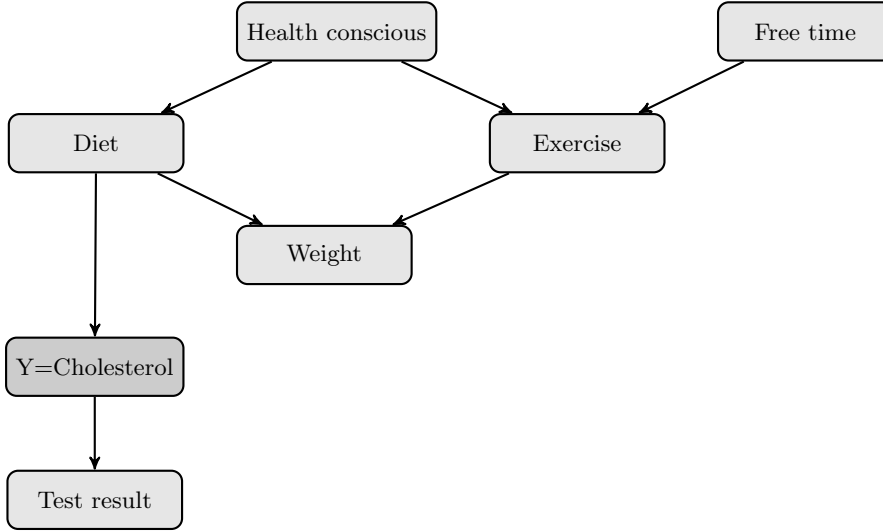 Health conscious
Free time
Diet
Exercise
Weight
Y=Cholesterol
Test result